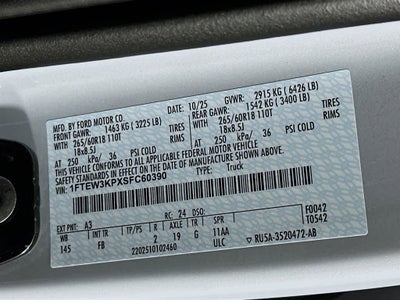 MFD. BY FORD MOTOR CO. 10/25 GVWR: 2915 KG (6426 LB)
FRONT GAWR: 1463 KG (3225 LB) REAR GAWR: 1542 KG (3400 LB)
WITH 265/60R18 110T TIRES WITH 265/60R18 110T TIRES
18x8.5J RIMS 18x8.5J RIMS
AT 250 kPa/ 36 PSI COLD AT 250 kPa/ 36 PSI COLD
THIS VEHICLE CONFORMS TO ALL APPLICABLE FEDERAL MOTOR VEHICLE SAFETY
STANDARDS IN EFFECT ON THE DATE OF MANUFACTURE SHOWN ABOVE.
VIN: 1FTEW3KPXSFC60390
TYPE: Truck
F0042
T0542
EXT PNT: A3 RC: 24 DSO:
WB INT TR TP/PS R AXLE TR SPR
145 FB 2 19 G 11AA
2202510102460 ULC RU5A-3520472-AB